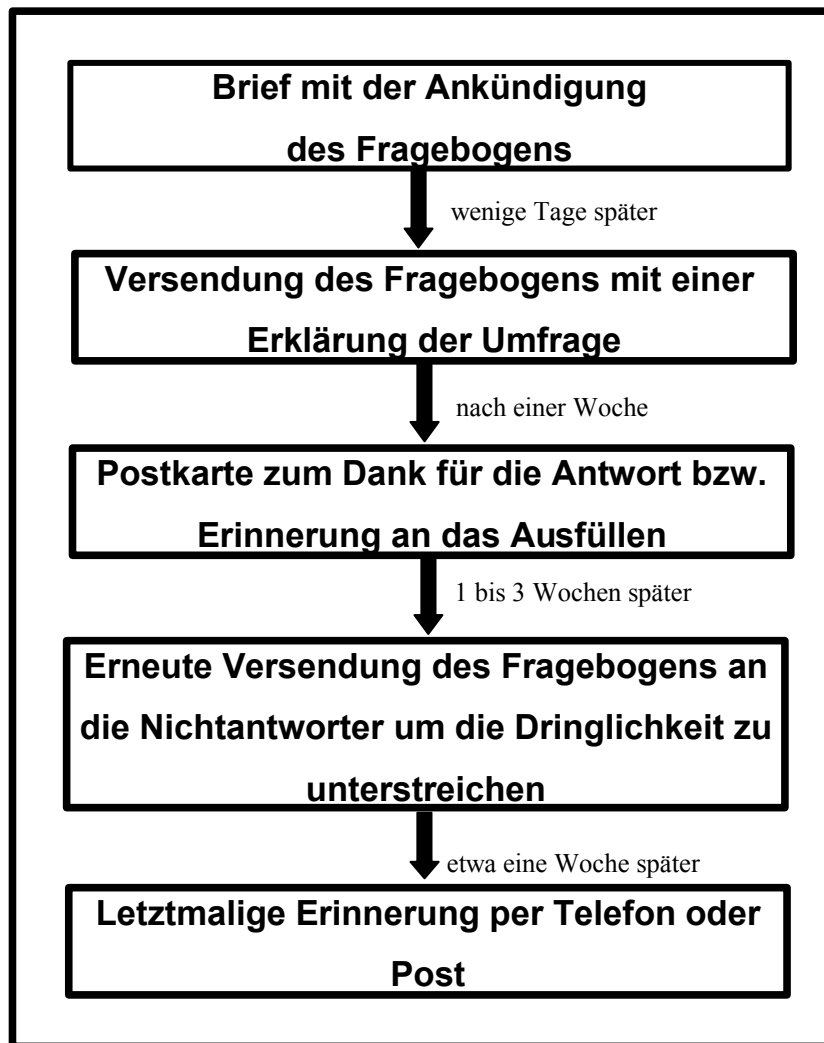 Brief mit der Ankündigung
des Fragebogens
wenige Tage später
Versendung des Fragebogens mit einer
Erklärung der Umfrage
nach einer Woche
Postkarte zum Dank für die Antwort bzw.
Erinnerung an das Ausfüllen
1 bis 3 Wochen später
Erneute Versendung des Fragebogens an
die Nichtantworter um die Dringlichkeit zu
unterstreichen
etwa eine Woche später
Letztmalige Erinnerung per Telefon oder
Post